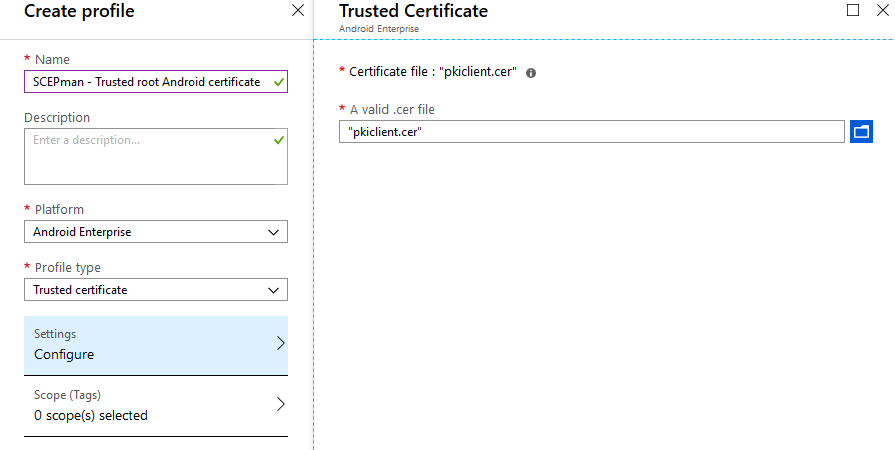 Create profile
* Name
SCEPman - Trusted root Android certificate
Description
Enter a description...
* Platform
Android Enterprise
* Profile type
Trusted certificate
Settings
Configure
Scope (Tags)
0 scope(s) selected
Trusted Certificate
Android Enterprise
* Certificate file : "pkiclient.cer"
* A valid .cer file
"pkiclient.cer"